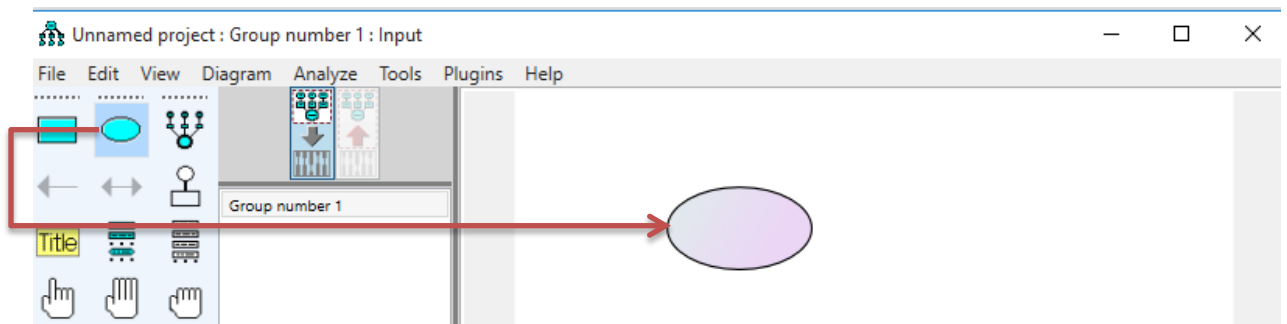 Unnamed project : Group number 1 : Input
File Edit View Diagram Analyze Tools Plugins Help
Group number 1
Title